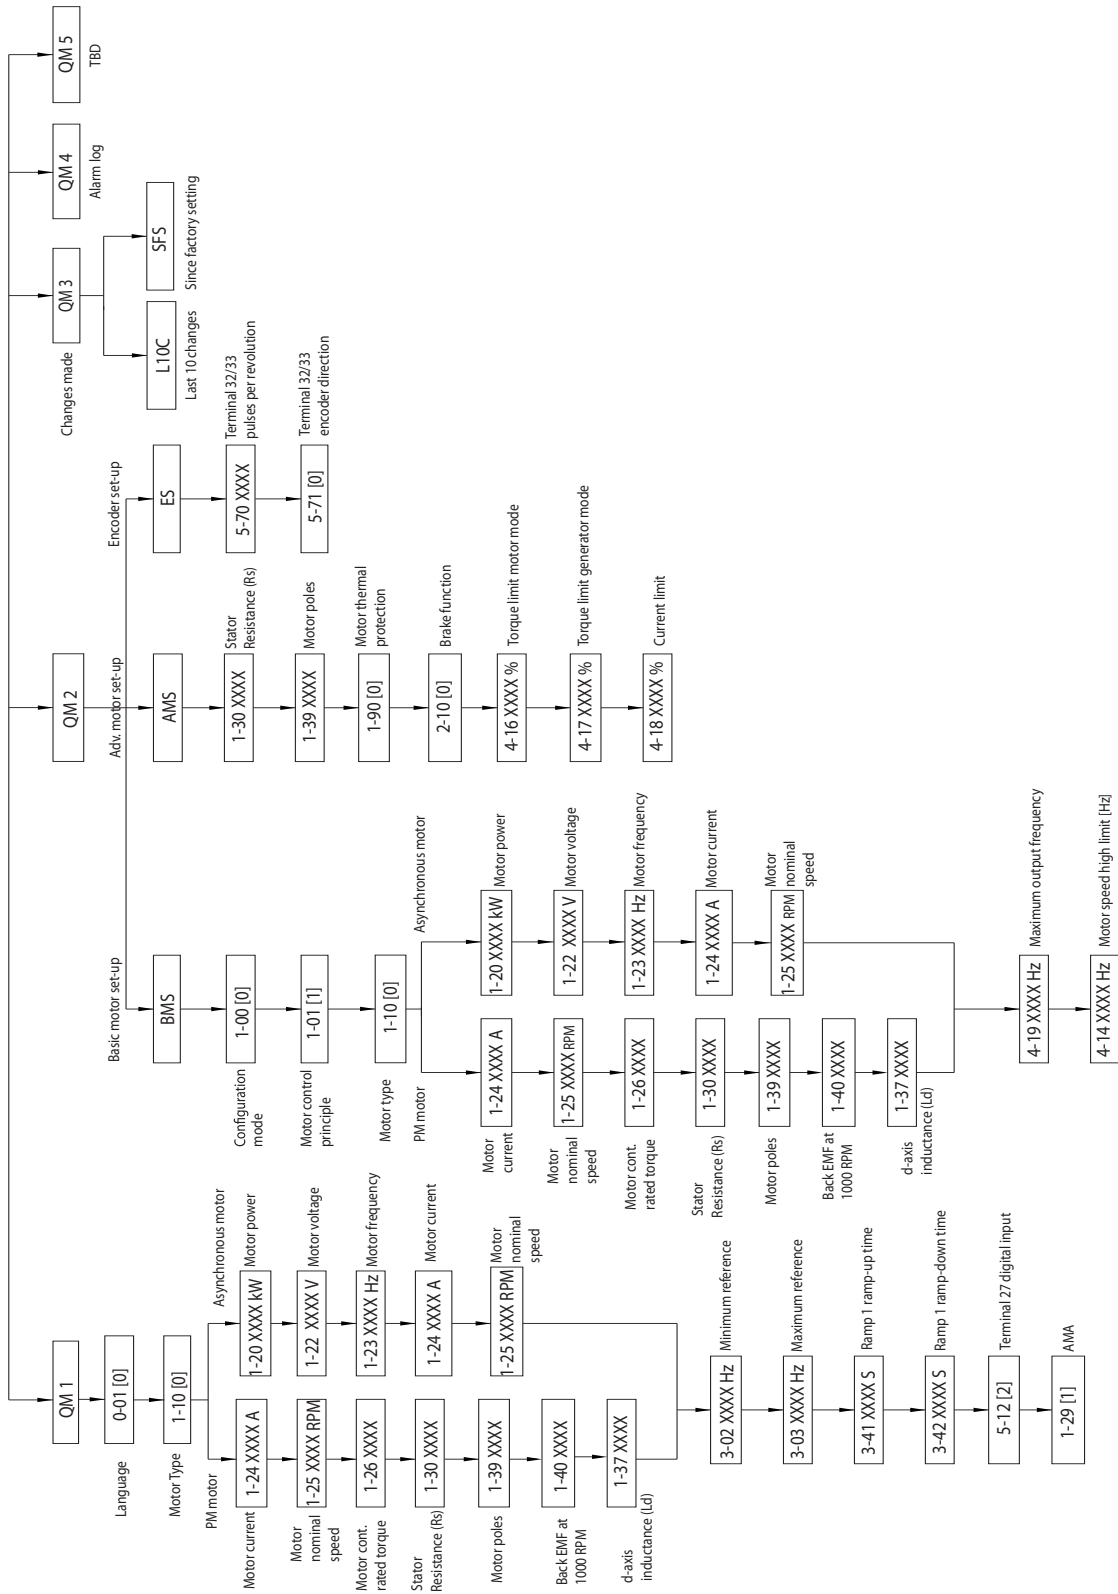 QM 1
Language
0-01 [0]
Motor Type
1-10 [0]
PM motor
Motor current
1-24 XXXX A
Motor
nominal
speed
1-25 XXXX RPM
Motor cont.
rated torque
1-26 XXXX
Stator
Resistance (Rs)
1-30 XXXX
Motor poles
1-39 XXXX
Back EMF at
1000 RPM
1-40 XXXX
d-axis
inductance (Ld)
1-37 XXXX
Asynchronous motor
1-20 XXXX kW
Motor power
1-22 XXXX V
Motor voltage
1-23 XXXX Hz
Motor frequency
1-24 XXXX A
Motor current
1-25 XXXX RPM
Motor
nominal
speed
3-02 XXXX Hz
Minimum reference
3-03 XXXX Hz
Maximum reference
3-41 XXXX S
Ramp 1 ramp-up time
3-42 XXXX S
Ramp 1 ramp-down time
5-12 [2]
Terminal 27 digital input
1-29 [1]
AMA
QM 2
Basic motor set-up
BMS
Configuration
mode
1-00 [0]
Motor control
principle
1-01 [1]
Motor type
1-10 [0]
PM motor
Motor
current
1-24 XXXX A
Motor
nominal
speed
1-25 XXXX RPM
Motor cont.
rated torque
1-26 XXXX
Stator
Resistance (Rs)
1-30 XXXX
Motor poles
1-39 XXXX
Back EMF at
1000 RPM
1-40 XXXX
d-axis
inductance (Ld)
1-37 XXXX
Asynchronous motor
1-20 XXXX kW
Motor power
1-22 XXXX V
Motor voltage
1-23 XXXX Hz
Motor frequency
1-24 XXXX A
Motor current
1-25 XXXX RPM
Motor
nominal
speed
4-19 XXXX Hz
Maximum output frequency
4-14 XXXX Hz
Motor speed high limit [Hz]
Adv. motor set-up
AMS
1-30 XXXX
Stator
Resistance (Rs)
1-39 XXXX
Motor poles
1-90 [0]
Motor thermal
protection
2-10 [0]
Brake function
4-16 XXXX %
Torque limit motor mode
4-17 XXXX %
Torque limit generator mode
4-18 XXXX %
Current limit
Encoder set-up
ES
5-70 XXXX
Terminal 32/33
pulses per revolution
5-71 [0]
Terminal 32/33
encoder direction
QM 3
Changes made
L10C
Last 10 changes
SFS
Since factory setting
QM 4
Alarm log
QM 5
TBD